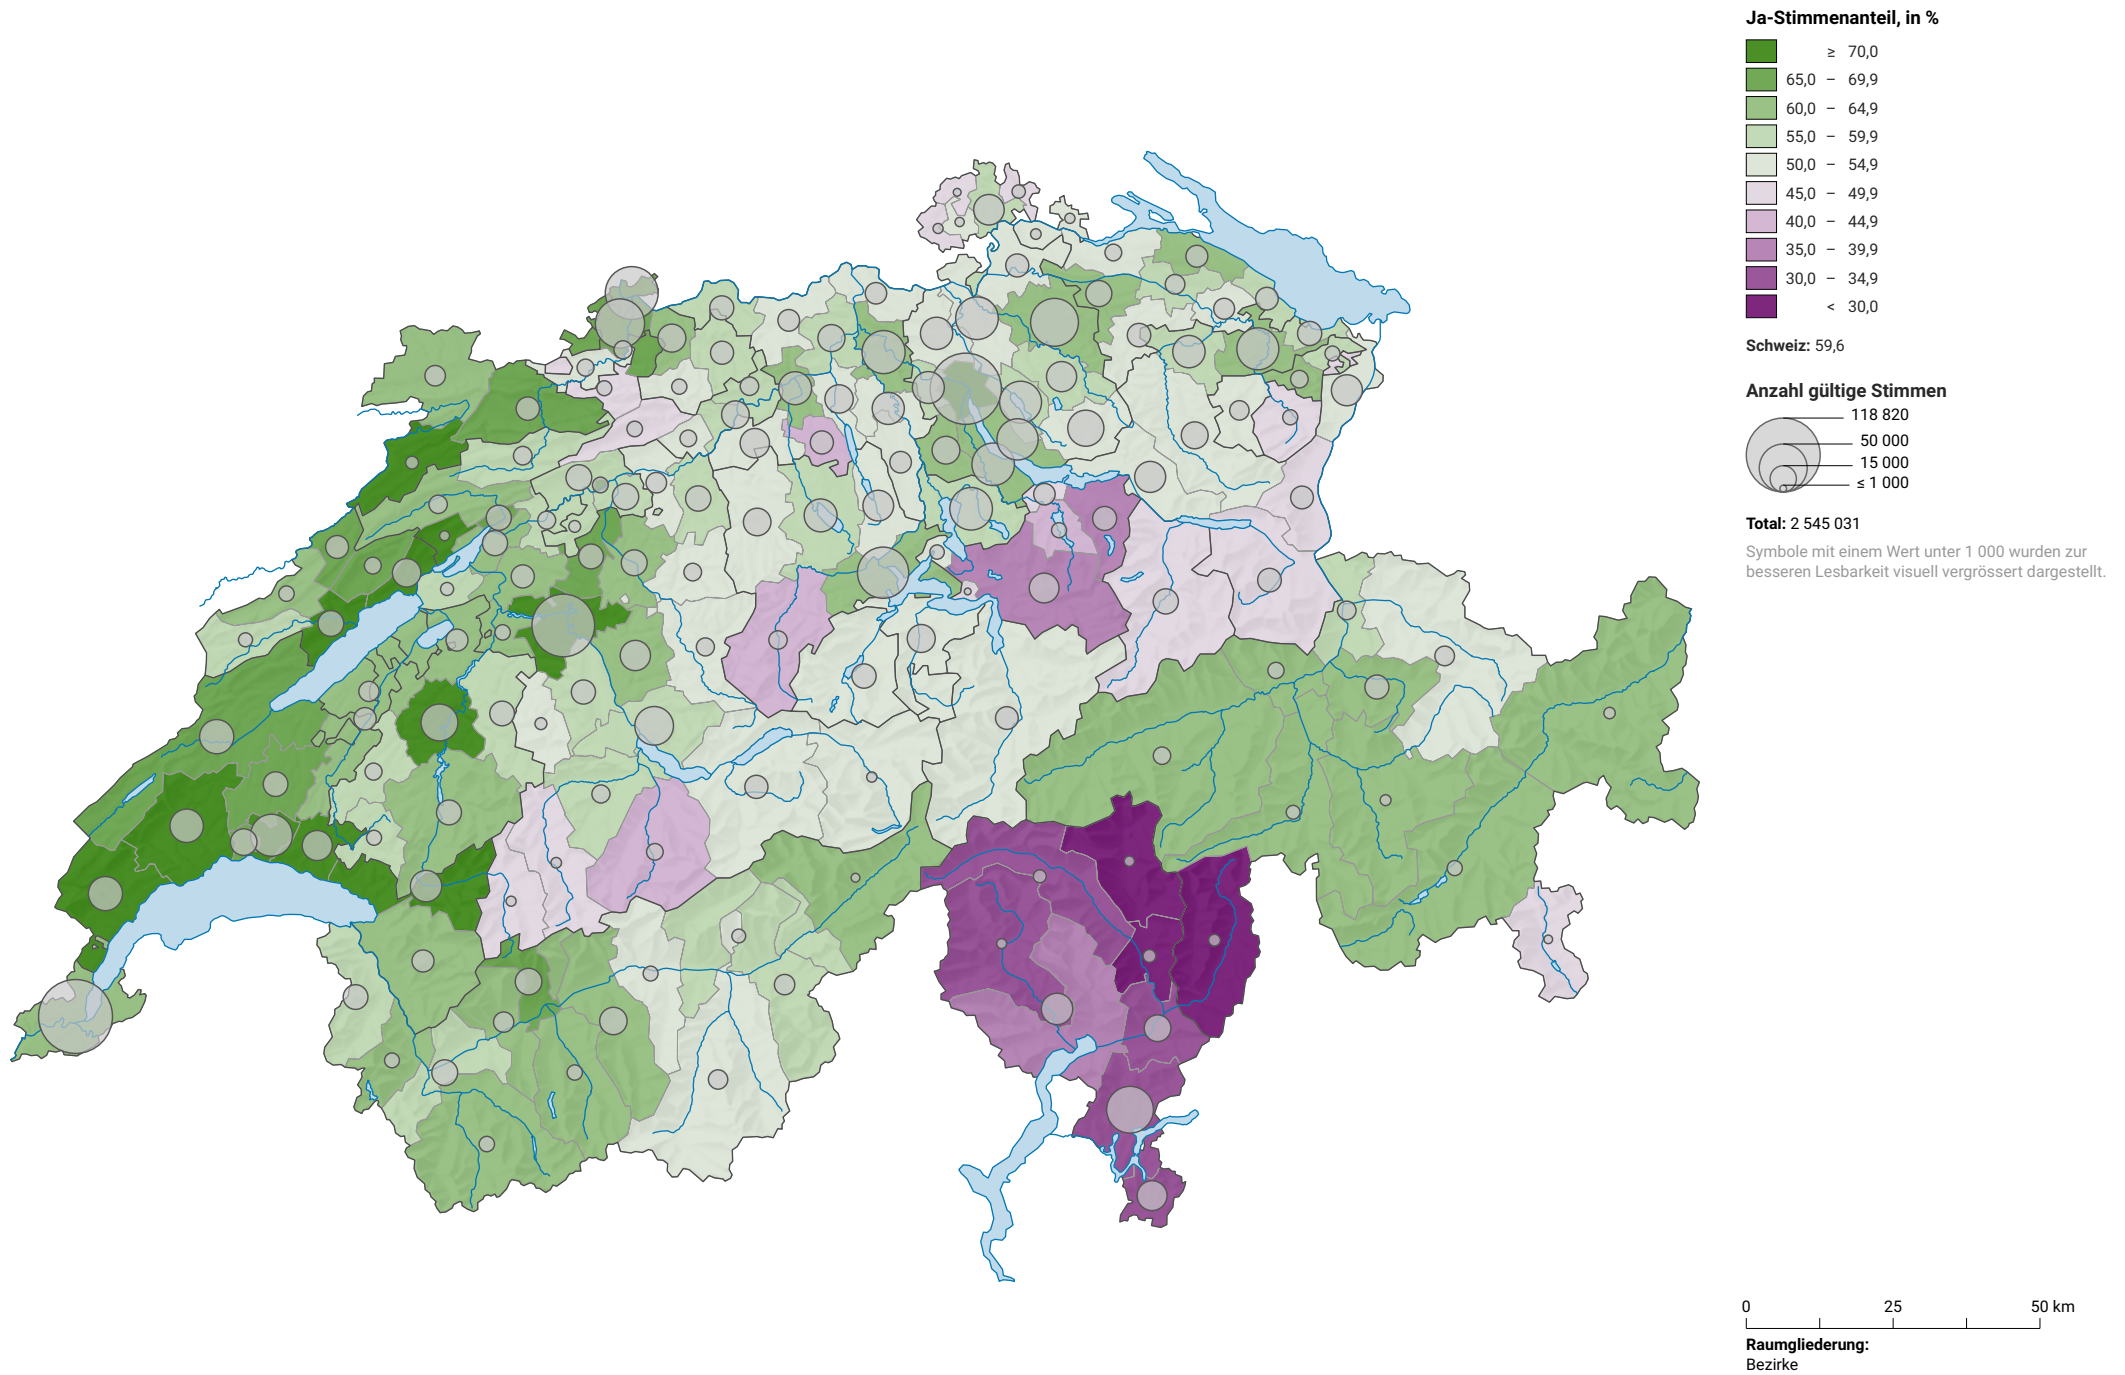 Ja-Stimmenanteil, in %
≥ 70,0
65,0 – 69,9
60,0 – 64,9
55,0 – 59,9
50,0 – 54,9
45,0 – 49,9
40,0 – 44,9
35,0 – 39,9
30,0 – 34,9
< 30,0
Schweiz: 59,6
Anzahl gültige Stimmen
118 820
50 000
15 000
≤ 1 000
Total: 2 545 031
Symbole mit einem Wert unter 1 000 wurden zur
besseren Lesbarkeit visuell vergrössert dargestellt.
0 25 50 km
Raumgliederung:
Bezirke